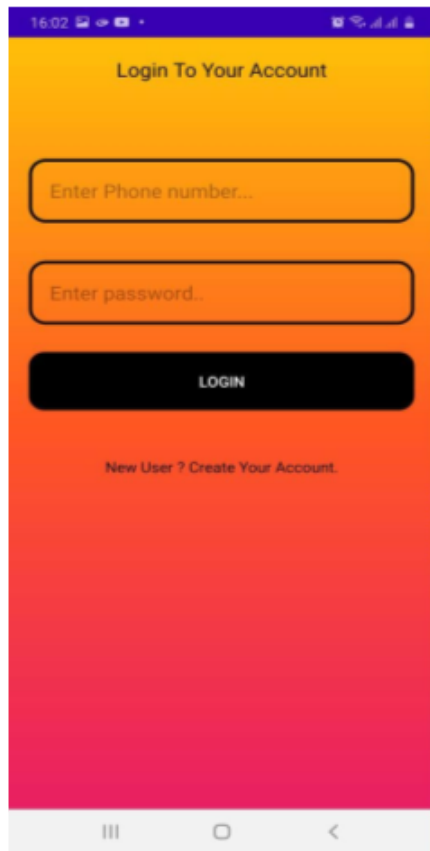 16:02
Login To Your Account
Enter Phone number...
Enter password..
LOGIN
New User ? Create Your Account.